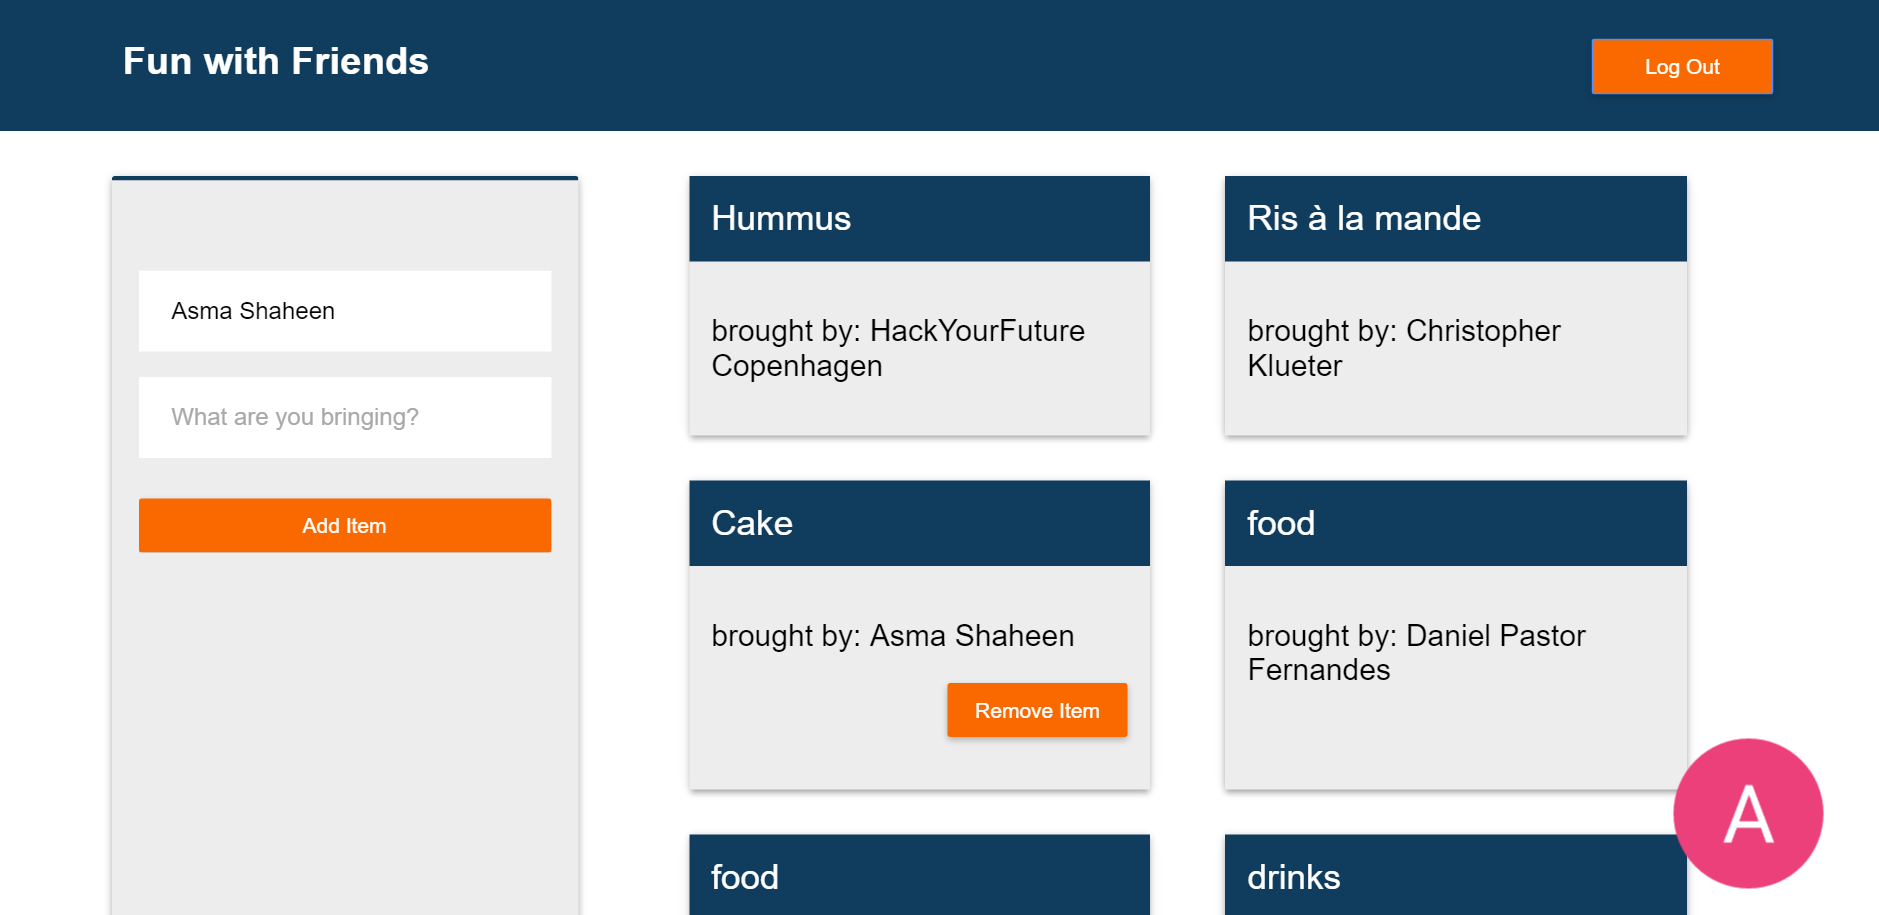 Fun with Friends
Log Out
Asma Shaheen
What are you bringing?
Add Item
Hummus
brought by: HackYourFuture
Copenhagen
Ris à la mande
brought by: Christopher
Klueter
Cake
brought by: Asma Shaheen
Remove Item
food
brought by: Daniel Pastor
Fernandes
food
drinks
A